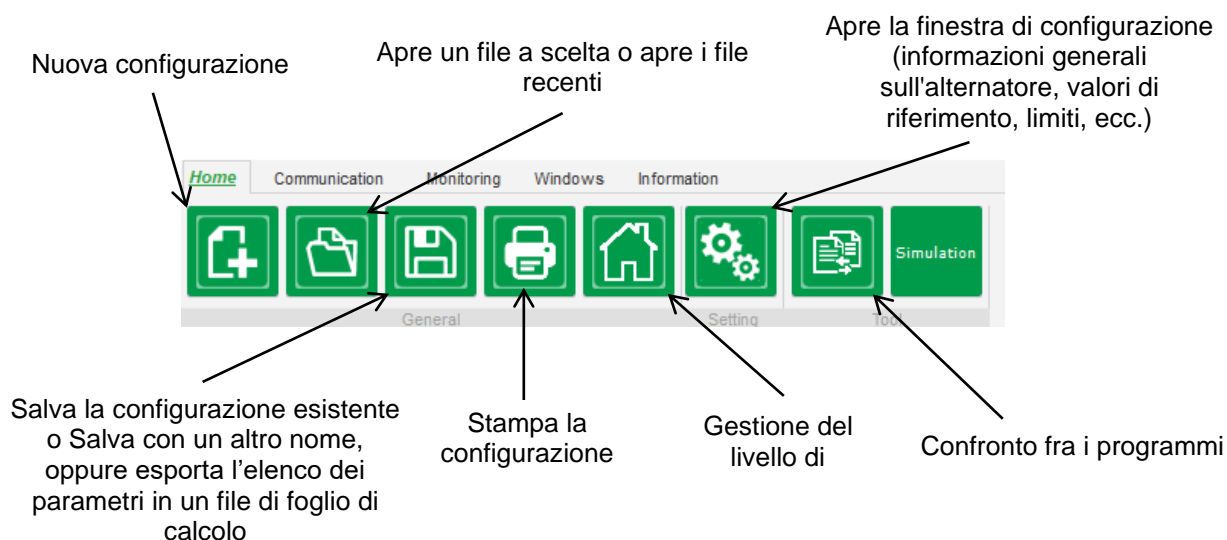 Nuova configurazione
Apre un file a scelta o apre i file
recenti
Apre la finestra di configurazione
(informazioni generali
sull'alternatore, valori di
riferimento, limiti, ecc.)
Home Communication Monitoring Windows Information
Simulation
General Setting Tool
Salva la configurazione esistente
o Salva con un altro nome,
oppure esporta l’elenco dei
parametri in un file di foglio di
calcolo
Stampa la
configurazione
Gestione del
livello di
Confronto fra i programmi